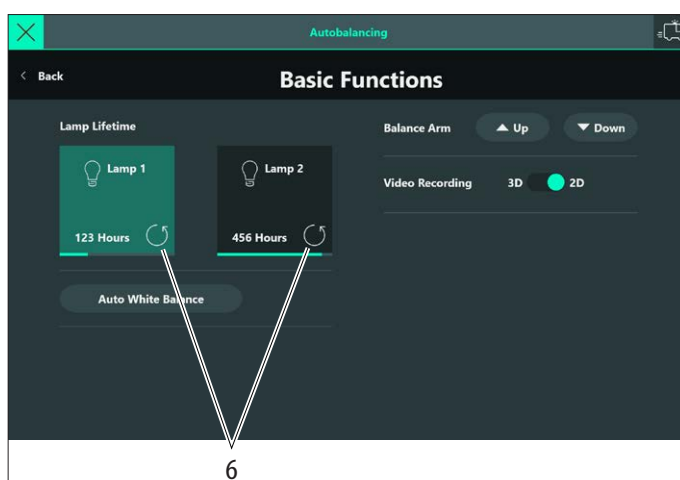 Autobalancing
Back
Basic Functions
Lamp Lifetime
Lamp 1
123 Hours
Lamp 2
456 Hours
Auto White Balance
Balance Arm
Up
Down
Video Recording
3D
2D
6